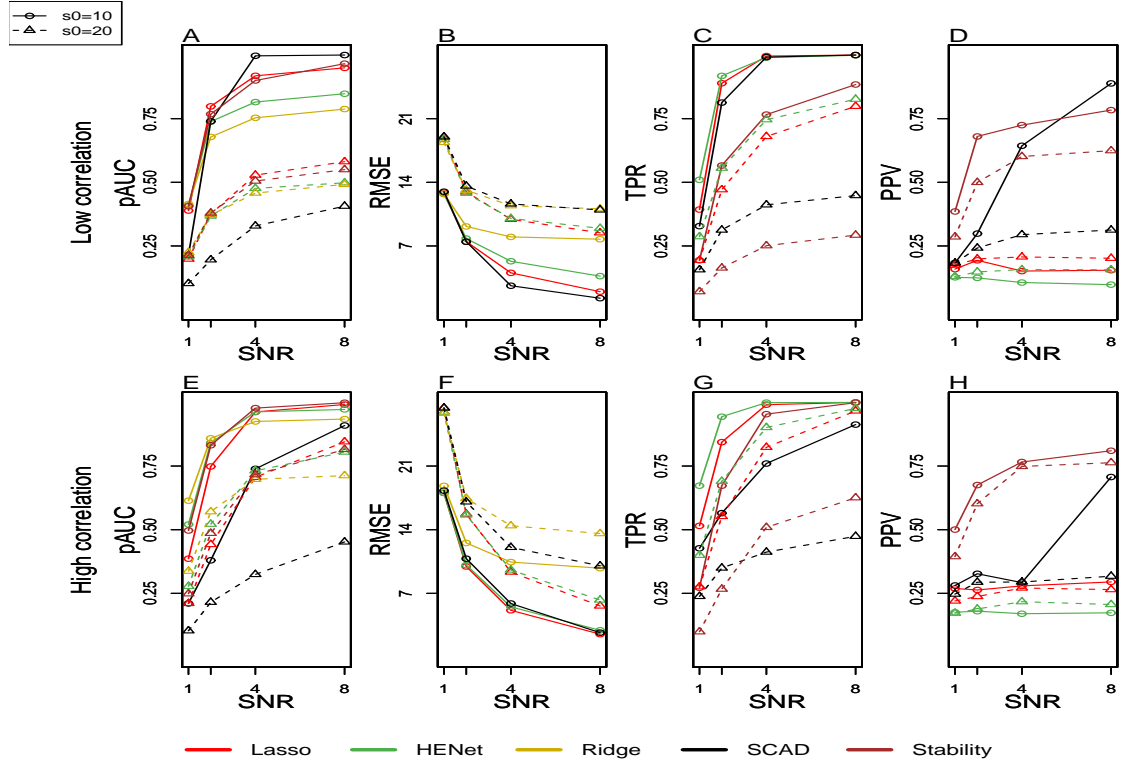 s0=10
s0=20
A B C D
Low correlation
pAUC
0.25 0.50 0.75
RMSE
7 14 21
TPR
0.25 0.50 0.75
PPV
0.25 0.50 0.75
1 4 8
SNR
1 4 8
SNR
1 4 8
SNR
1 4 8
SNR
E F G H
High correlation
pAUC
0.25 0.50 0.75
RMSE
7 14 21
TPR
0.25 0.50 0.75
PPV
0.25 0.50 0.75
1 4 8
SNR
1 4 8
SNR
1 4 8
SNR
1 4 8
SNR
Lasso HENet Ridge SCAD Stability